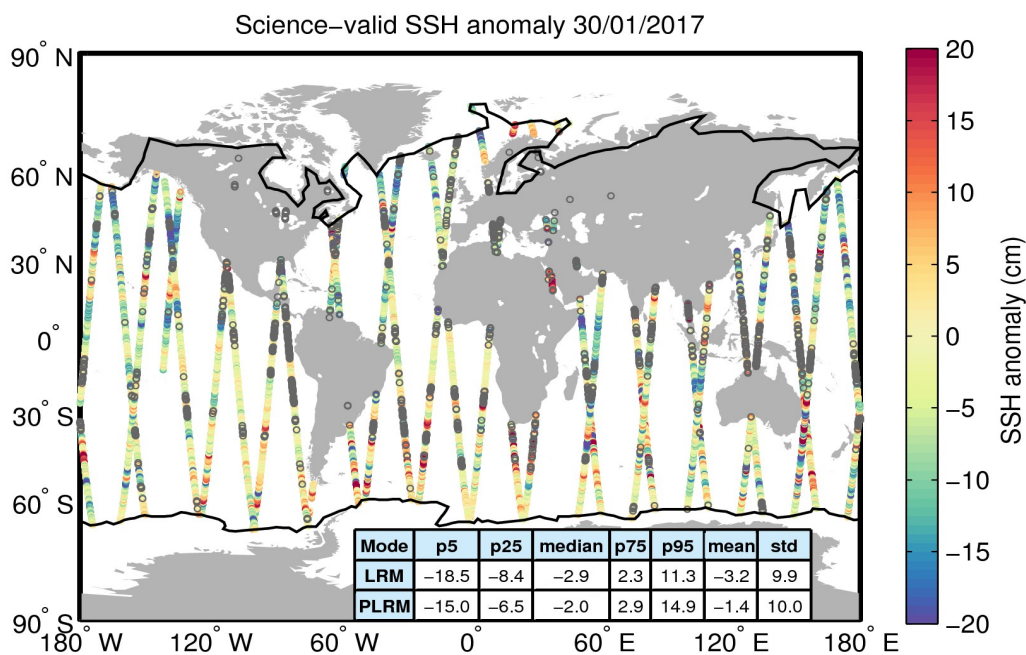 Science−valid SSH anomaly 30/01/2017
90° N
60° N
30° N
0°
30° S
60° S
90° S
180° W
120° W
60° W
0°
60° E
120° E
180° E
Mode p5 p25 median p75 p95 mean std
LRM −18.5 −8.4 −2.9 2.3 11.3 −3.2 9.9
PLRM −15.0 −6.5 −2.0 2.9 14.9 −1.4 10.0
20
15
10
5
0
−5
−10
−15
−20
SSH anomaly (cm)